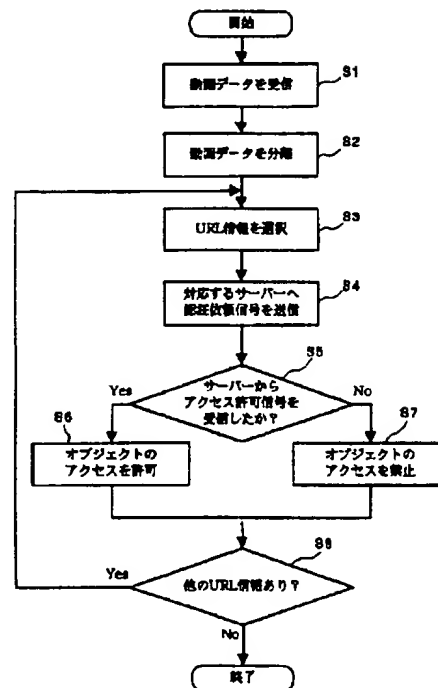 開始
S1
動画データを受信
S2
動画データを分離
S3
URL情報を選択
S4
対応するサーバーへ
認証依頼信号を送信
S5
サーバーから
アクセス許可信号を
受信したか?
Yes
No
S6
オブジェクトの
アクセスを許可
S7
オブジェクトの
アクセスを禁止
S8
他のURL情報あり?
Yes
No
終了